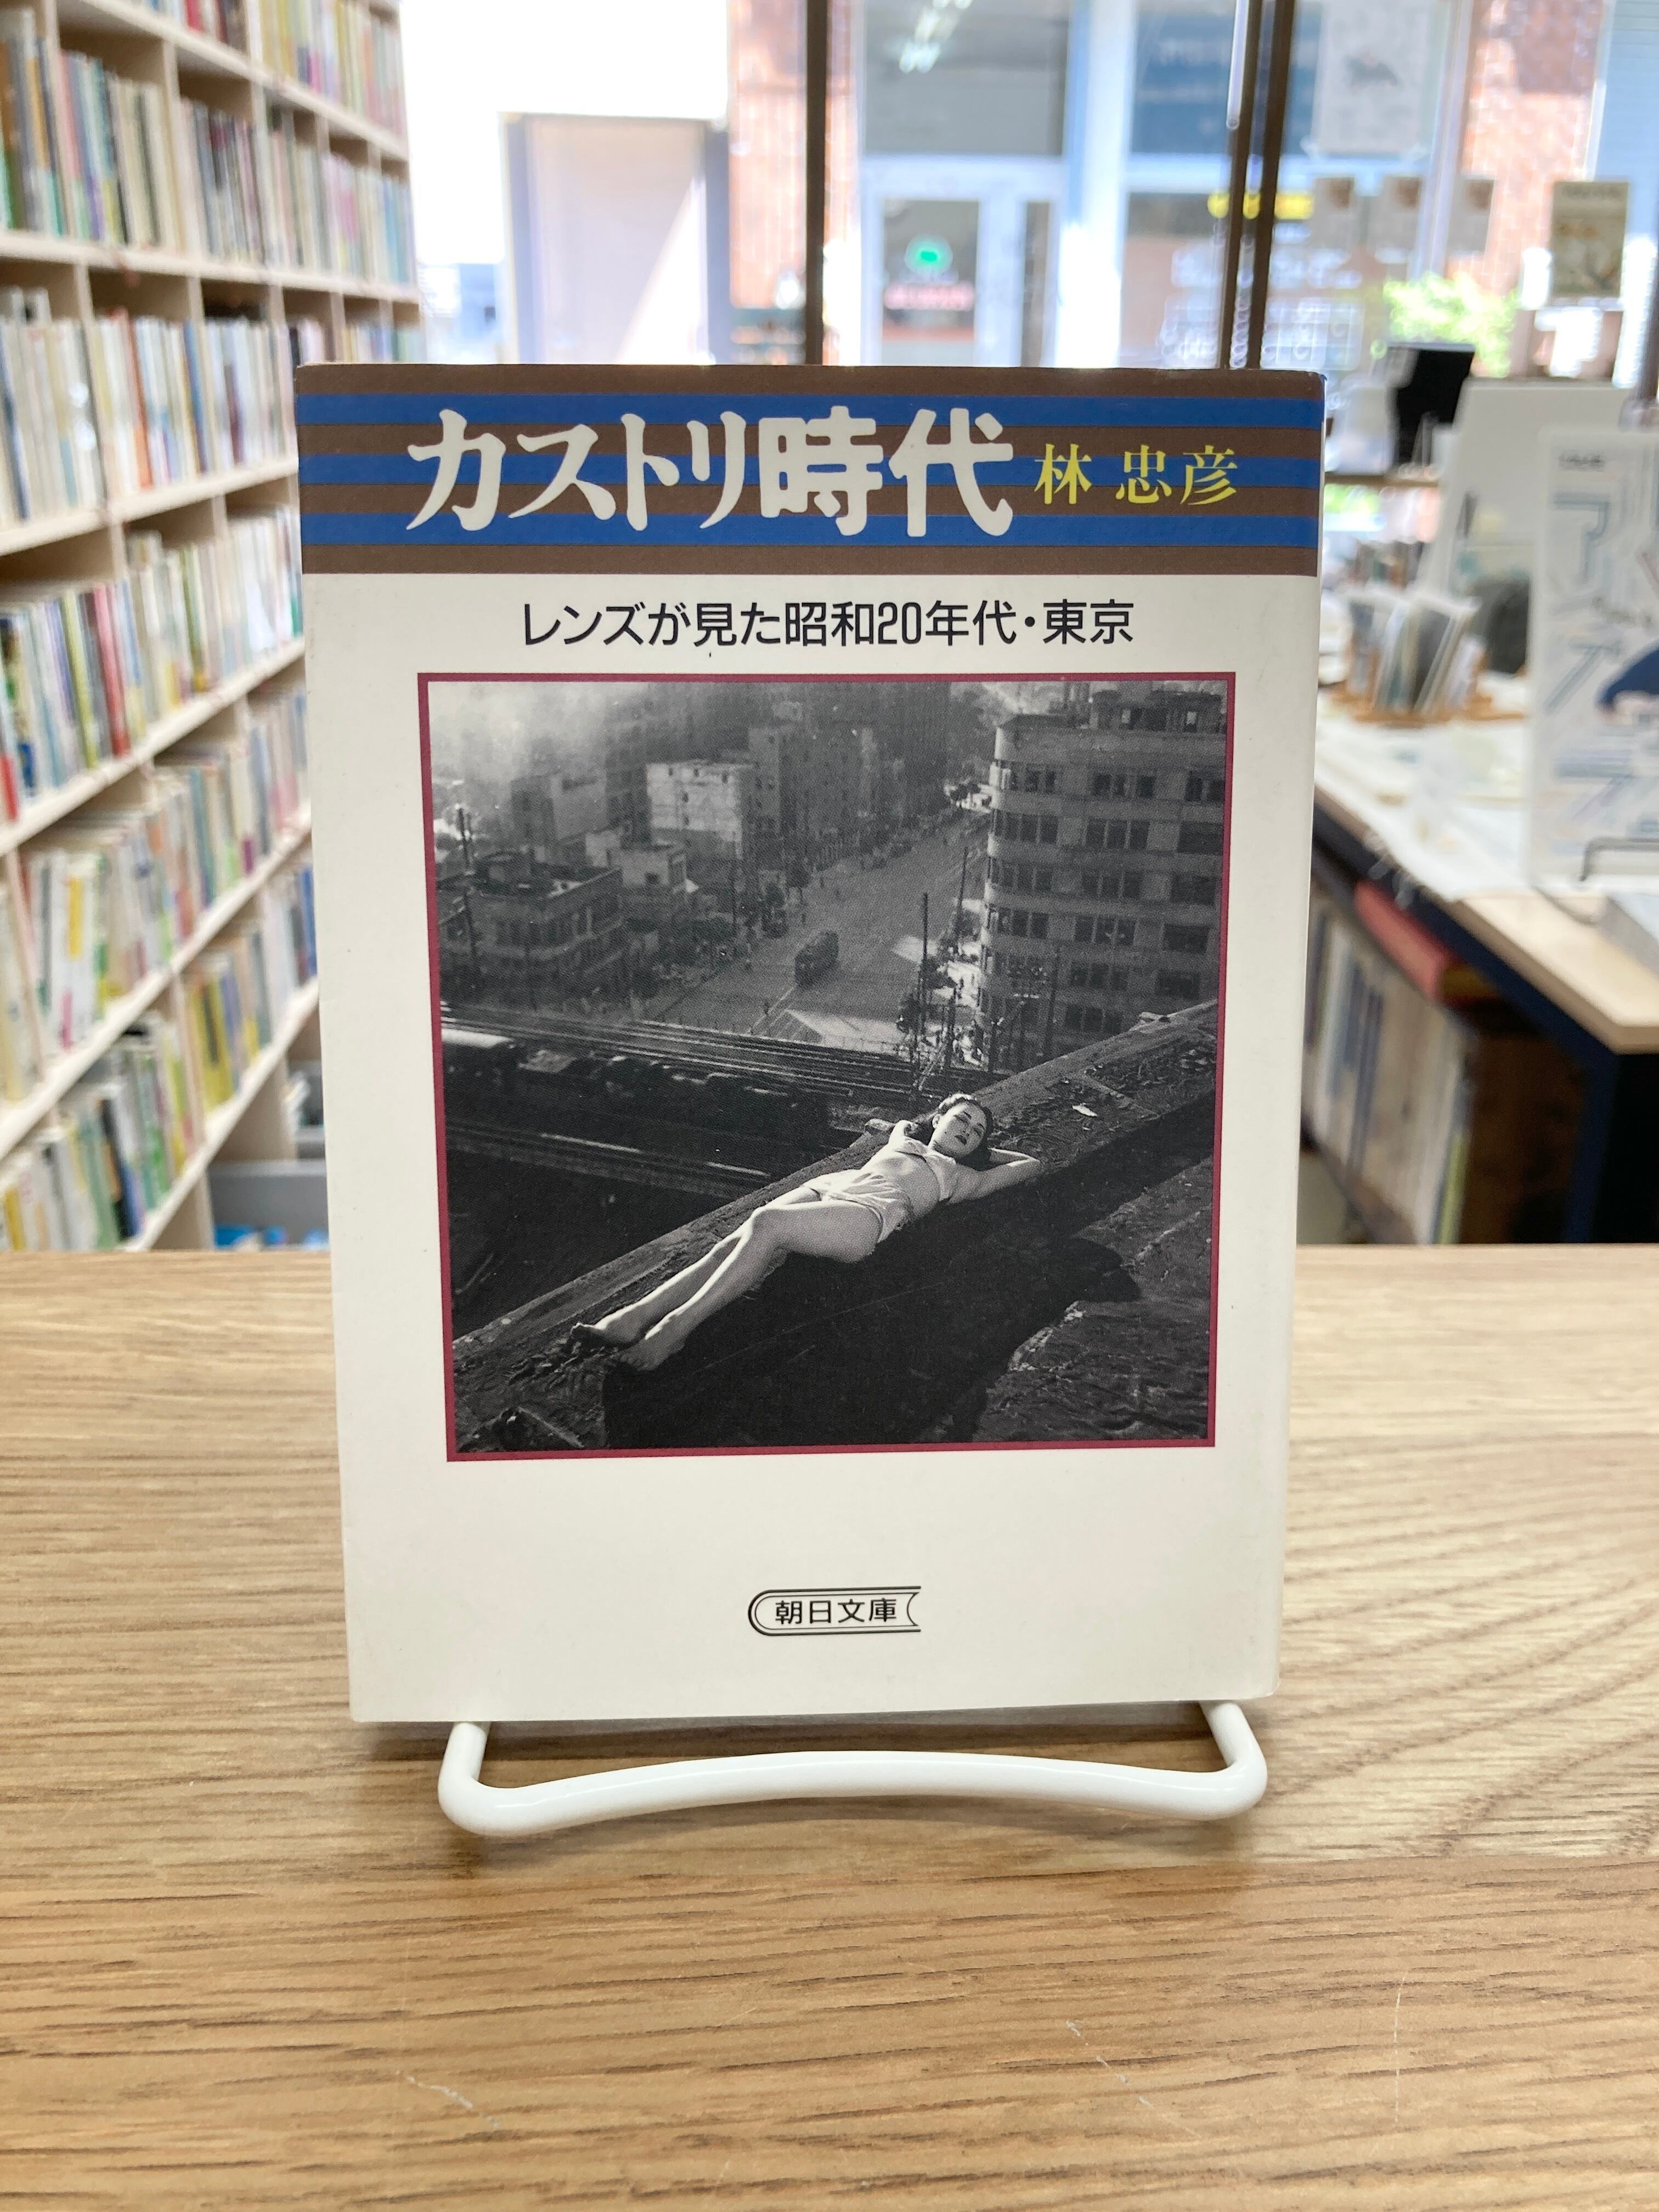 カストリ時代 林 忠彦
レンズが見た昭和20年代・東京
朝日文庫